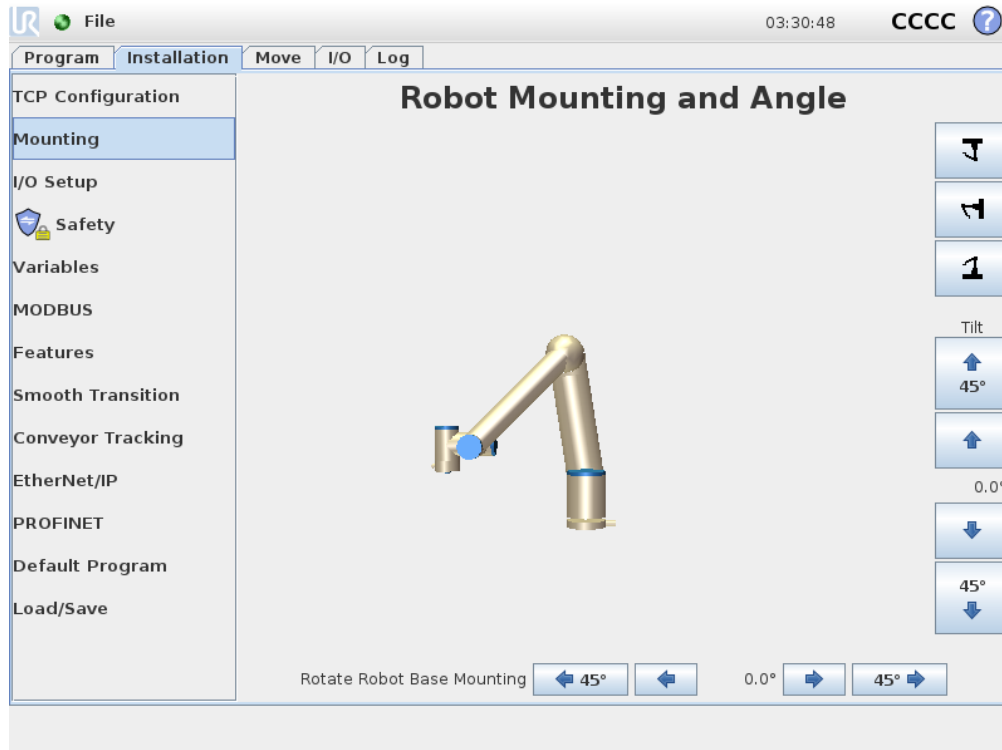 UR File 03:30:48 CCCC ?
Program Installation Move I/O Log
TCP Configuration
Mounting
I/O Setup
Safety
Variables
MODBUS
Features
Smooth Transition
Conveyor Tracking
EtherNet/IP
PROFINET
Default Program
Load/Save
Robot Mounting and Angle
Tilt
45°
0.0°
45°
Rotate Robot Base Mounting 45° 0.0° 45°